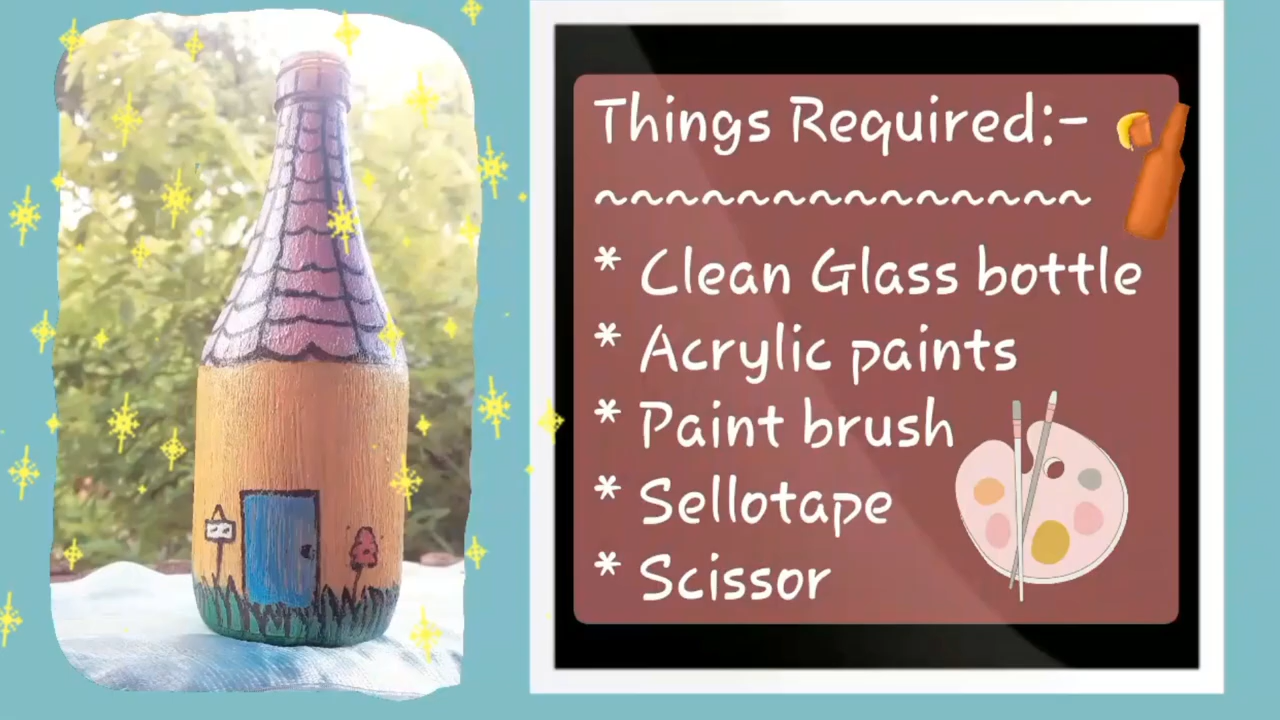 Things Required:-
~~~~~~~~~~~~~~
* Clean Glass bottle
* Acrylic paints
* Paint brush
* Sellotape
* Scissor